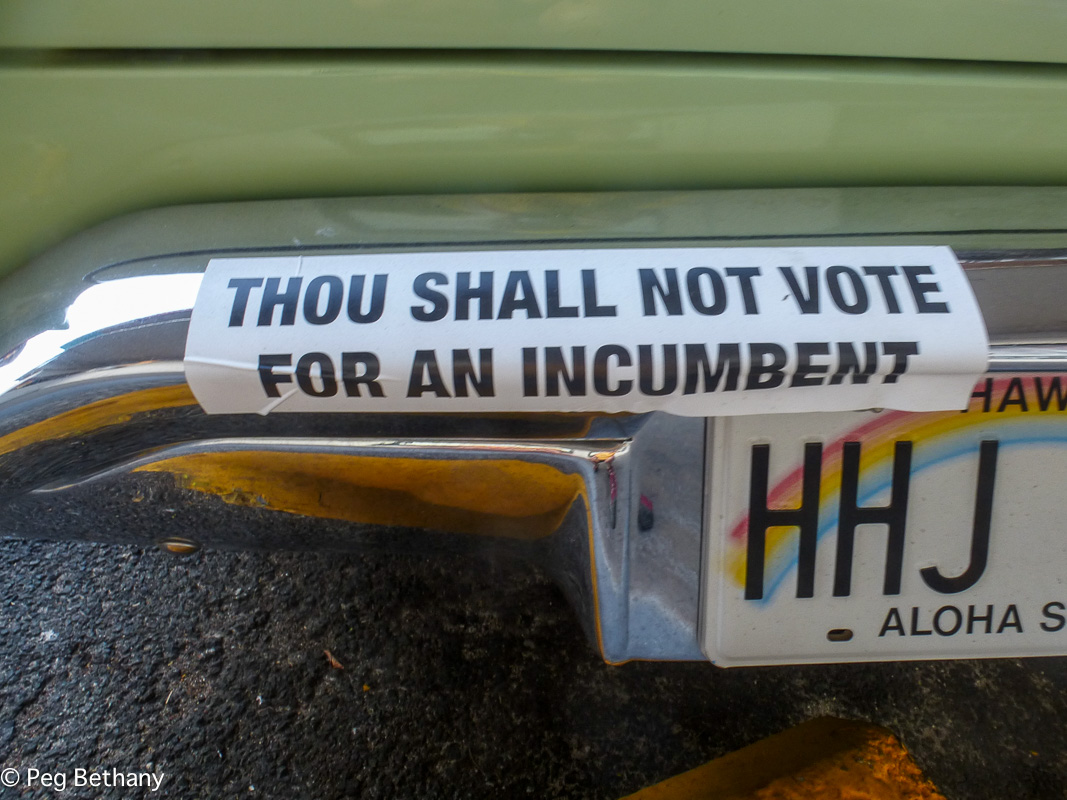 THOU SHALL NOT VOTE
FOR AN INCUMBENT
HAW
HHJ
ALOHA S
© Peg Bethany